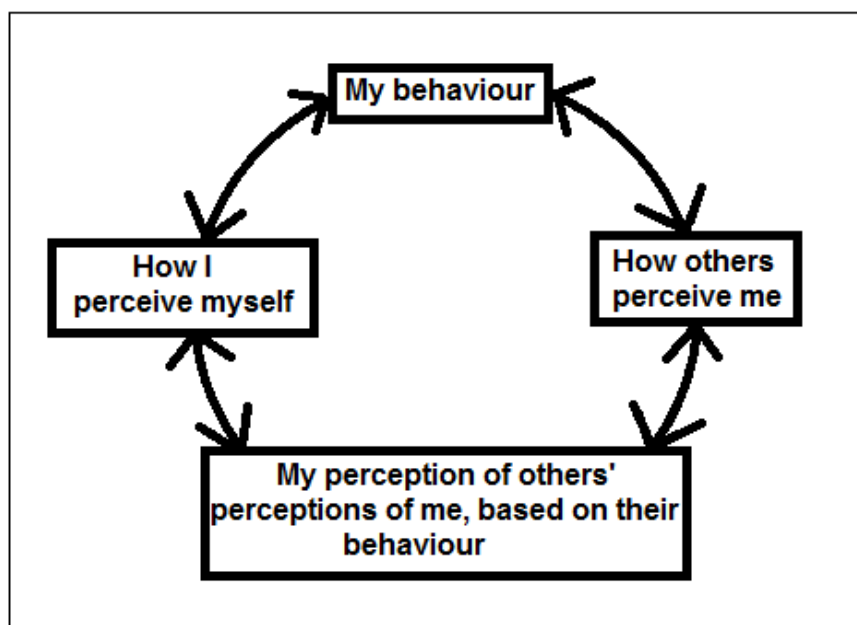 My behaviour
How I
perceive myself
How others
perceive me
My perception of others'
perceptions of me, based on their
behaviour